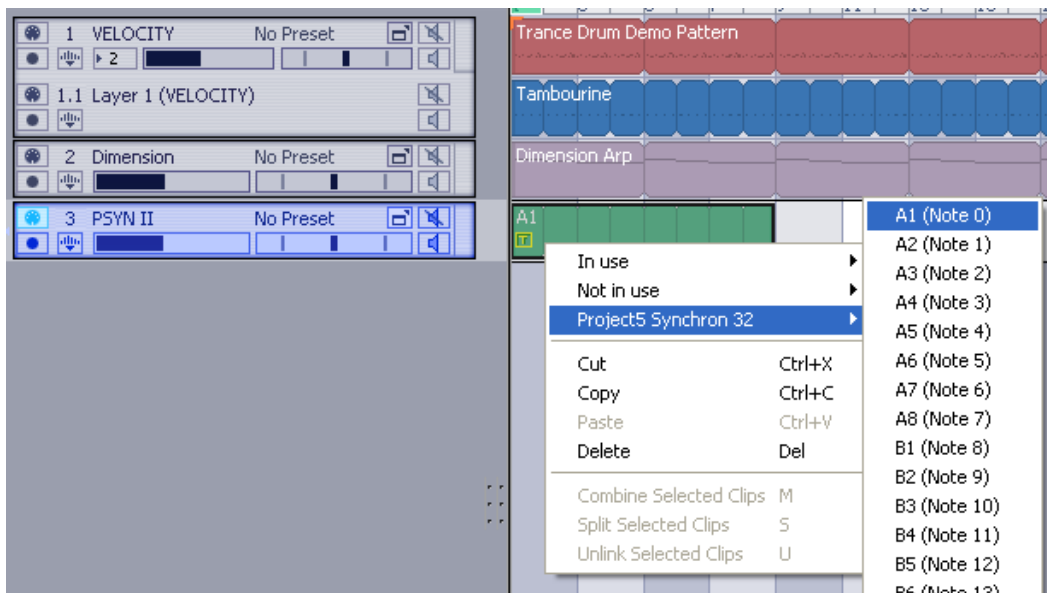 1 VELOCITY No Preset
2
1.1 Layer 1 (VELOCITY)
2 Dimension No Preset
3 PSYN II No Preset
Trance Drum Demo Pattern
Tambourine
Dimension Arp
A1
T
In use
Not in use
Project5 Synchron 32
Cut Ctrl+X
Copy Ctrl+C
Paste Ctrl+V
Delete Del
Combine Selected Clips M
Split Selected Clips S
Unlink Selected Clips U
A1 (Note 0)
A2 (Note 1)
A3 (Note 2)
A4 (Note 3)
A5 (Note 4)
A6 (Note 5)
A7 (Note 6)
A8 (Note 7)
B1 (Note 8)
B2 (Note 9)
B3 (Note 10)
B4 (Note 11)
B5 (Note 12)
B6 (Note 13)